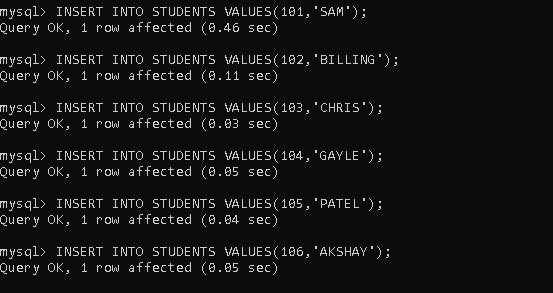 mysql> INSERT INTO STUDENTS VALUES(101,'SAM');
Query OK, 1 row affected (0.46 sec)
mysql> INSERT INTO STUDENTS VALUES(102,'BILLING');
Query OK, 1 row affected (0.11 sec)
mysql> INSERT INTO STUDENTS VALUES(103,'CHRIS');
Query OK, 1 row affected (0.03 sec)
mysql> INSERT INTO STUDENTS VALUES(104,'GAYLE');
Query OK, 1 row affected (0.05 sec)
mysql> INSERT INTO STUDENTS VALUES(105,'PATEL');
Query OK, 1 row affected (0.04 sec)
mysql> INSERT INTO STUDENTS VALUES(106,'AKSHAY');
Query OK, 1 row affected (0.05 sec)